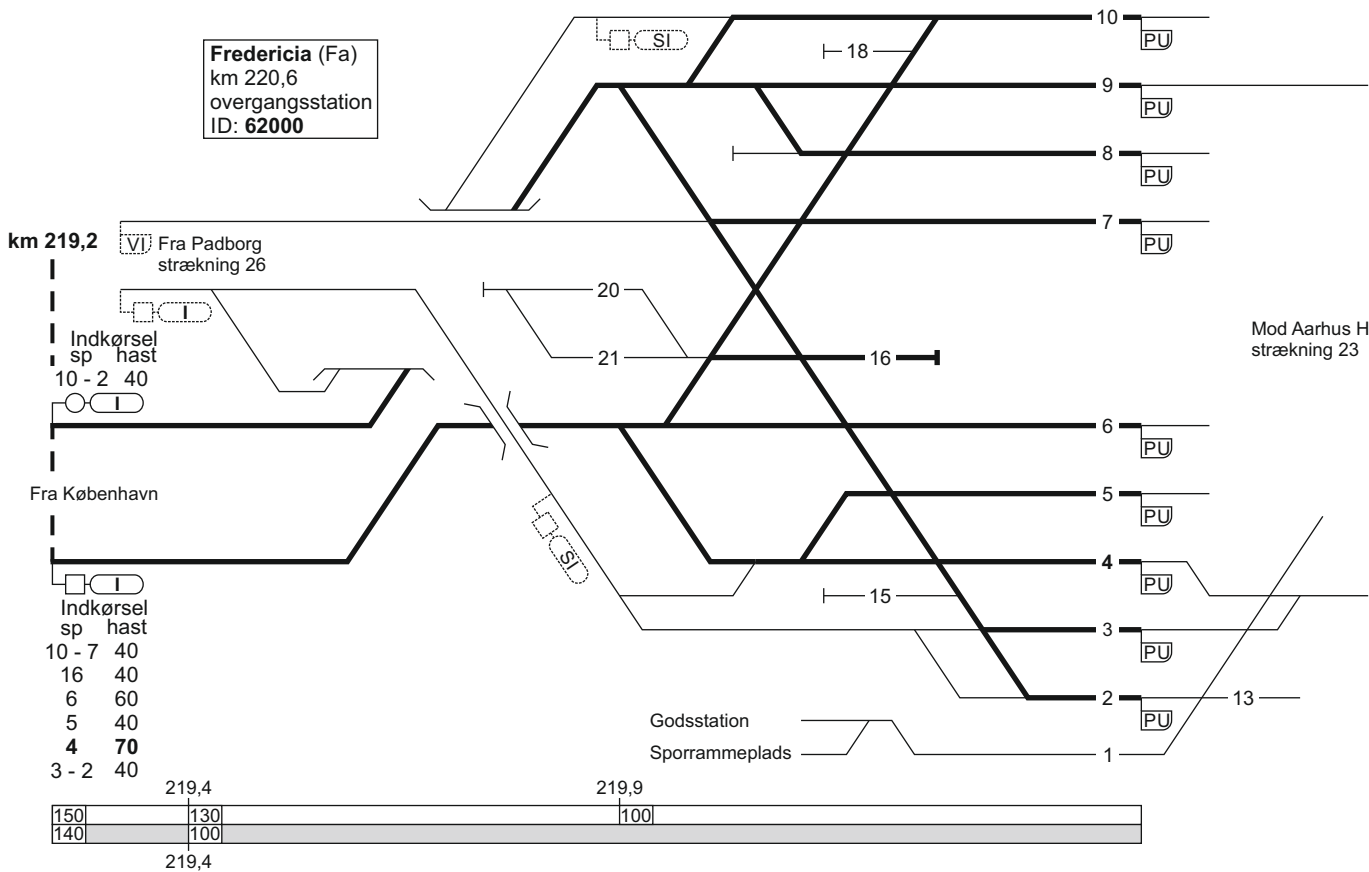 Fredericia (Fa)
km 220,6
overgangsstation
ID: 62000
SI
10
PU
18
9
PU
8
PU
7
PU
km 219,2
VI
Fra Padborg
strækning 26
I
20
21
16
Mod Aarhus H
strækning 23
Indkørsel
sp hast
10 - 2 40
I
6
PU
Fra København
5
PU
SI
4
PU
I
15
3
PU
2
PU
13
Indkørsel
sp hast
10 - 7 40
16 40
6 60
5 40
4 70
3 - 2 40
Godsstation
Sporrammeplads
1
219,4 219,9
150 130 100
140 100
219,4